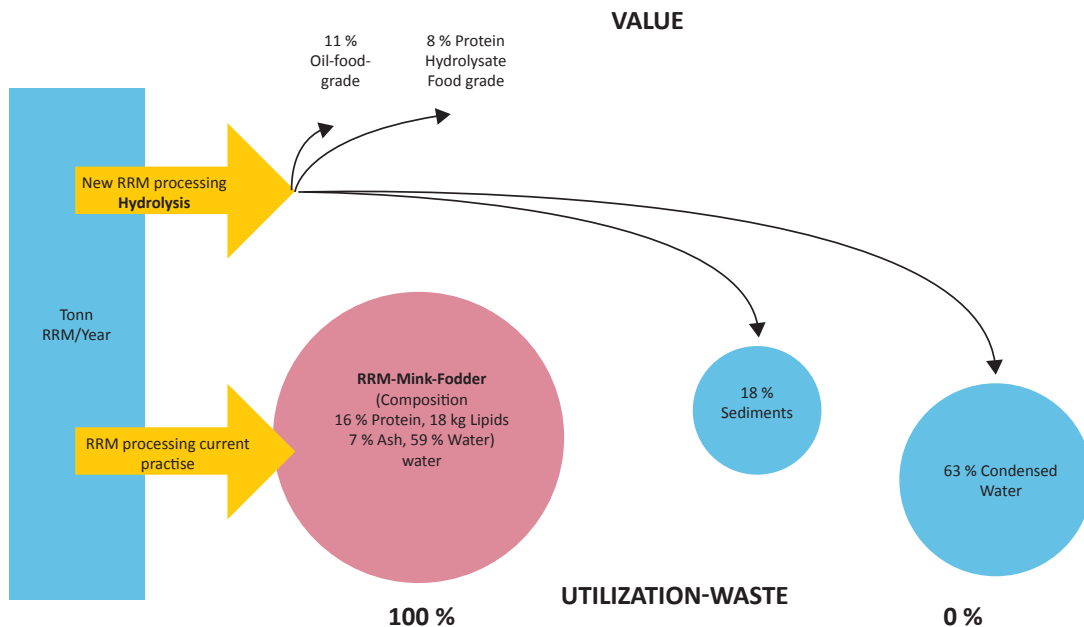 VALUE
11 %
Oil-food-
grade
8 % Protein
Hydrolysate
Food grade
New RRM processing
Hydrolysis
Tonn
RRM/Year
RRM-Mink-Fodder
(Composition
16 % Protein, 18 kg Lipids
7 % Ash, 59 % Water)
water
18 %
Sediments
RRM processing current
practise
63 % Condensed
Water
UTILIZATION-WASTE
100 %
0 %